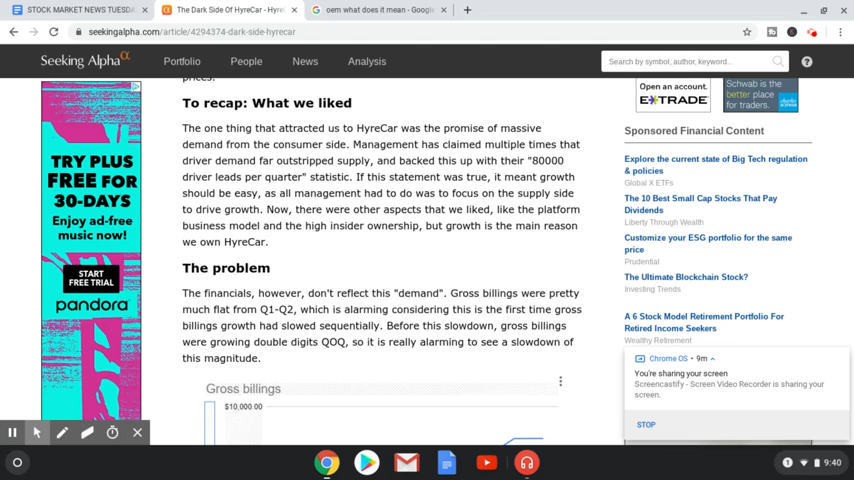 STOCK MARKET NEWS TUESDA
The Dark Side Of HyreCar - Hyre
oem what does it mean - Google
seekingalpha.com/article/4294374-dark-side-hyrecar
Seeking Alpha α
Portfolio
People
News
Analysis
Search by symbol, author, keyword...
prices.
To recap: What we liked
The one thing that attracted us to HyreCar was the promise of massive
demand from the consumer side. Management has claimed multiple times that
driver demand far outstripped supply, and backed this up with their "80000
driver leads per quarter" statistic. If this statement was true, it meant growth
should be easy, as all management had to do was to focus on the supply side
to drive growth. Now, there were other aspects that we liked, like the platform
business model and the high insider ownership, but growth is the main reason
we own HyreCar.
The problem
The financials, however, don't reflect this "demand". Gross billings were pretty
much flat from Q1-Q2, which is alarming considering this is the first time gross
billings growth had slowed sequentially. Before this slowdown, gross billings
were growing double digits QOQ, so it is really alarming to see a slowdown of
this magnitude.
Gross billings
$10,000.00
TRY PLUS
FREE FOR
30-DAYS
Enjoy ad-free
music now!
START
FREE TRIAL
pandora
Open an account.
E*TRADE
Schwab is the
better place
for traders.
charles
Sponsored Financial Content
Explore the current state of Big Tech regulation
& policies
Global X ETFs
The 10 Best Small Cap Stocks That Pay
Dividends
Liberty Through Wealth
Customize your ESG portfolio for the same
price
Prudential
The Ultimate Blockchain Stock?
Investing Trends
A 6 Stock Model Retirement Portfolio For
Retired Income Seekers
Wealthy Retirement
Chrome OS • 9m
You're sharing your screen
Screencastify - Screen Video Recorder is sharing your
screen.
STOP
1
9:40